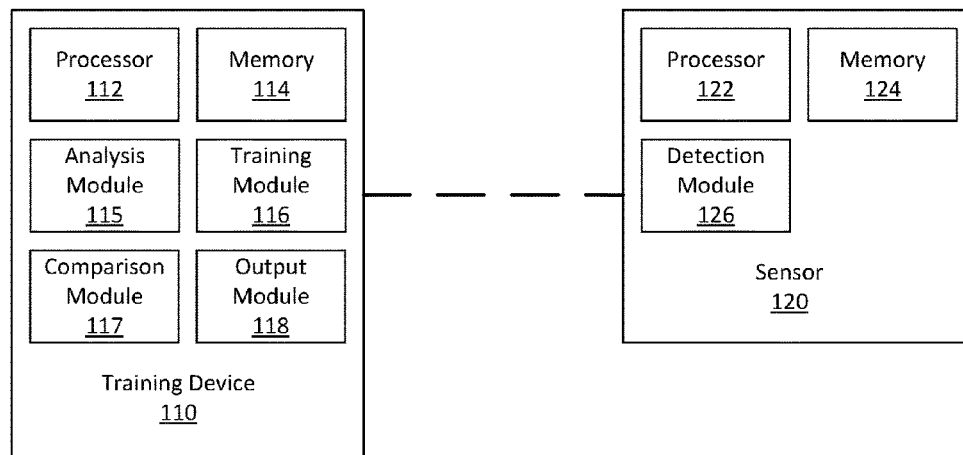 Processor
112
Memory
114
Analysis
Module
115
Training
Module
116
Comparison
Module
117
Output
Module
118
Training Device
110
Processor
122
Memory
124
Detection
Module
126
Sensor
120